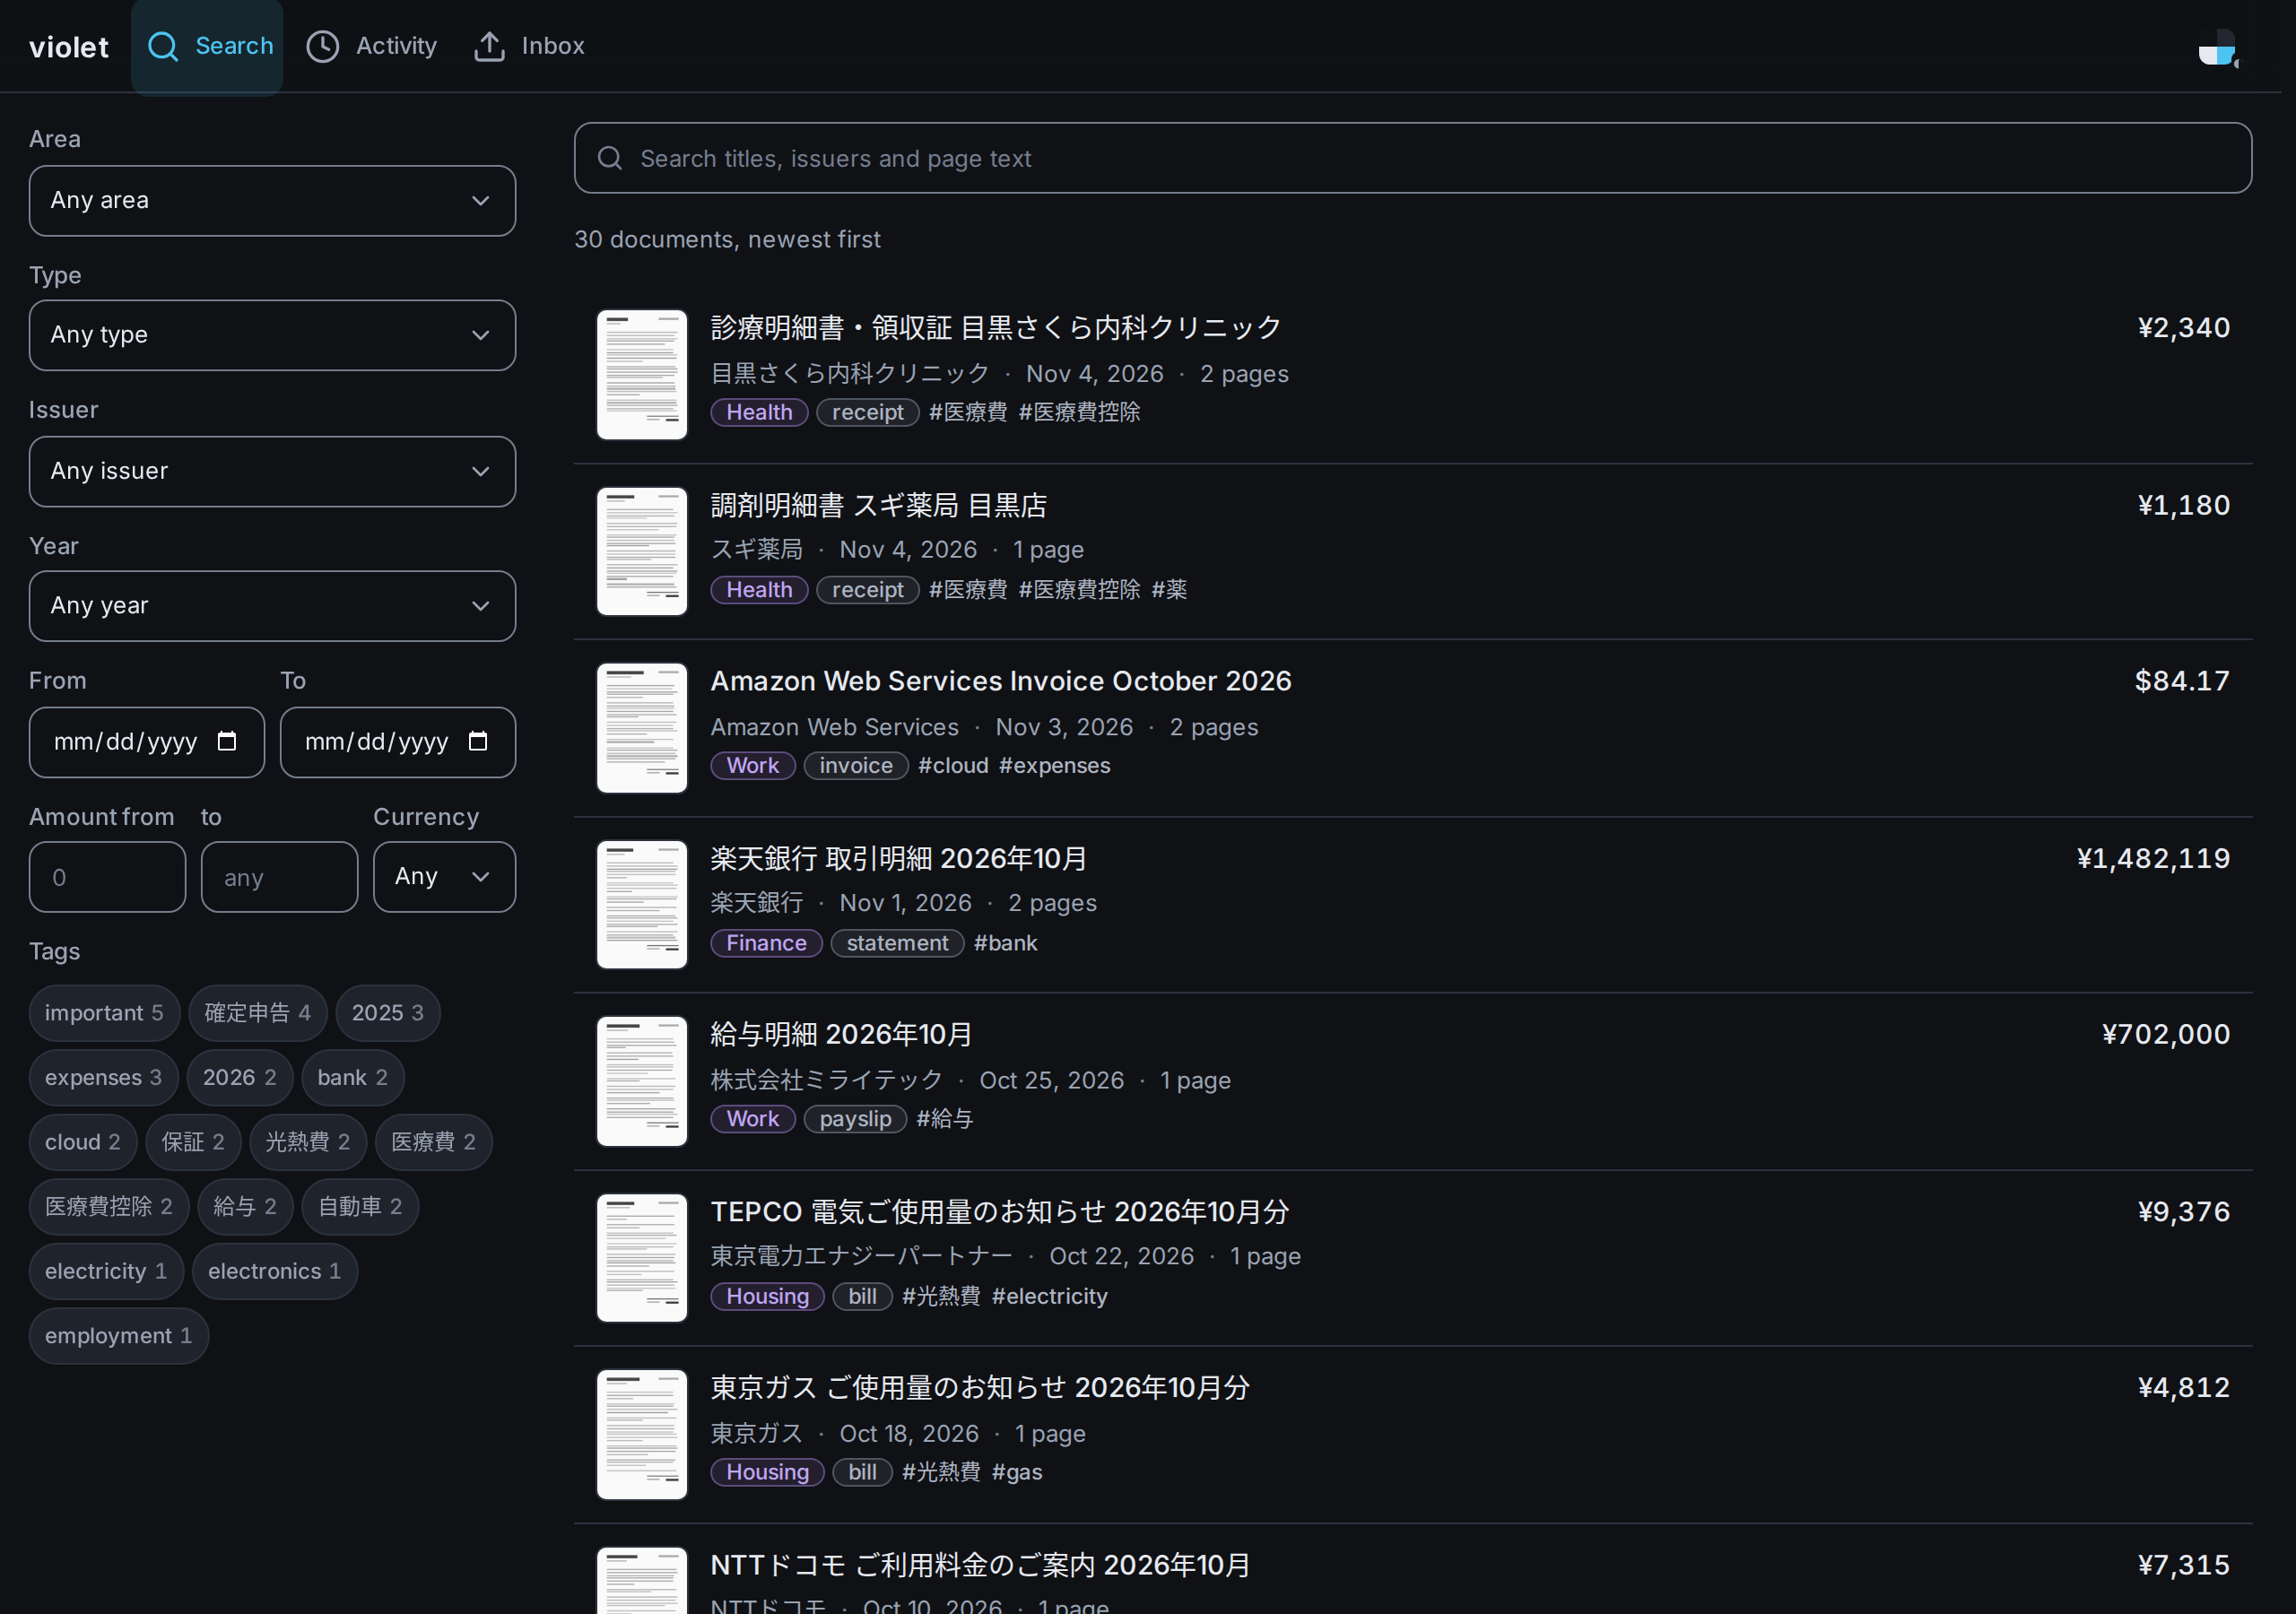 violet Search Activity Inbox
Area
Any area
Type
Any type
Issuer
Any issuer
Year
Any year
From To
mm/dd/yyyy mm/dd/yyyy
Amount from to Currency
0 any Any
Tags
important 5 確定申告 4 2025 3
expenses 3 2026 2 bank 2
cloud 2 保証 2 光熱費 2 医療費 2
医療費控除 2 給与 2 自動車 2
electricity 1 electronics 1
employment 1
Search titles, issuers and page text
30 documents, newest first
診療明細書・領収証 目黒さくら内科クリニック ¥2,340
目黒さくら内科クリニック · Nov 4, 2026 · 2 pages
Health receipt #医療費 #医療費控除
調剤明細書 スギ薬局 目黒店 ¥1,180
スギ薬局 · Nov 4, 2026 · 1 page
Health receipt #医療費 #医療費控除 #薬
Amazon Web Services Invoice October 2026 $84.17
Amazon Web Services · Nov 3, 2026 · 2 pages
Work invoice #cloud #expenses
楽天銀行 取引明細 2026年10月 ¥1,482,119
楽天銀行 · Nov 1, 2026 · 2 pages
Finance statement #bank
給与明細 2026年10月 ¥702,000
株式会社ミライテック · Oct 25, 2026 · 1 page
Work payslip #給与
TEPCO 電気ご使用量のお知らせ 2026年10月分 ¥9,376
東京電力エナジーパートナー · Oct 22, 2026 · 1 page
Housing bill #光熱費 #electricity
東京ガス ご使用量のお知らせ 2026年10月分 ¥4,812
東京ガス · Oct 18, 2026 · 1 page
Housing bill #光熱費 #gas
NTTドコモ ご利用料金のご案内 2026年10月 ¥7,315
NTTドコモ · Oct 10, 2026 · 1 page